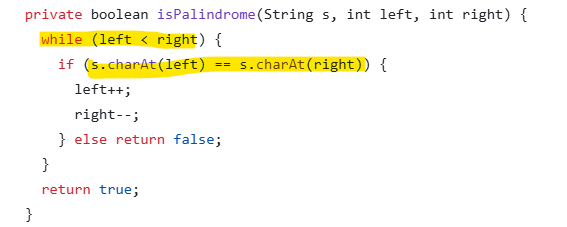 private boolean isPalindrome(String s, int left, int right) {
while (left < right) {
if (s.charAt(left) == s.charAt(right)) {
left++;
right--;
} else return false;
}
return true;
}